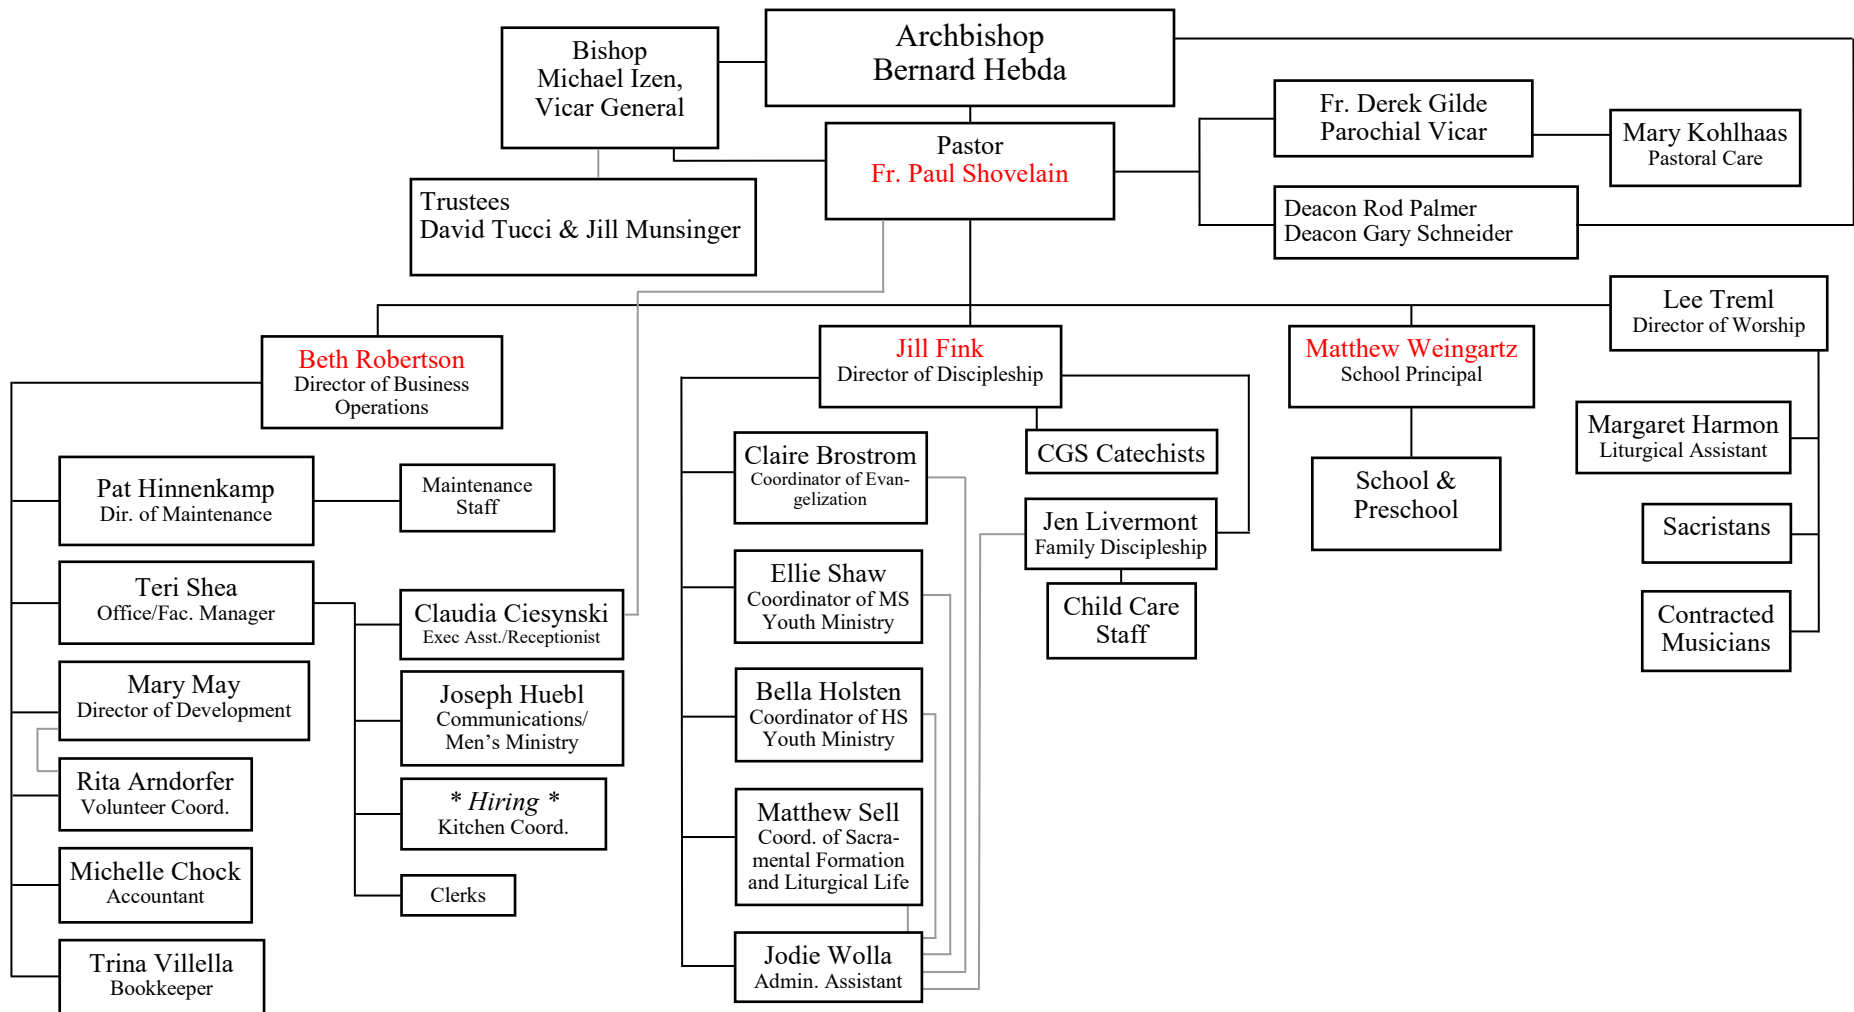 Archbishop
Bernard Hebda
Bishop
Michael Izen,
Vicar General
Pastor
Fr. Paul Shovelain
Fr. Derek Gilde
Parochial Vicar
Mary Kohlhaas
Pastoral Care
Trustees
David Tucci & Jill Munsinger
Deacon Rod Palmer
Deacon Gary Schneider
Beth Robertson
Director of Business
Operations
Jill Fink
Director of Discipleship
Matthew Weingartz
School Principal
Lee Treml
Director of Worship
Pat Hinnenkamp
Dir. of Maintenance
Maintenance
Staff
Teri Shea
Office/Fac. Manager
Claudia Ciesynski
Exec Asst./Receptionist
Mary May
Director of Development
Joseph Huebl
Communications/
Men’s Ministry
Rita Arndorfer
Volunteer Coord.
* Hiring *
Kitchen Coord.
Michelle Chock
Accountant
Clerks
Trina Villella
Bookkeeper
Claire Brostrom
Coordinator of Evan-
gelization
CGS Catechists
Jen Livermont
Family Discipleship
Ellie Shaw
Coordinator of MS
Youth Ministry
Child Care
Staff
Bella Holsten
Coordinator of HS
Youth Ministry
Matthew Sell
Coord. of Sacra-
mental Formation
and Liturgical Life
Jodie Wolla
Admin. Assistant
School &
Preschool
Margaret Harmon
Liturgical Assistant
Sacristans
Contracted
Musicians